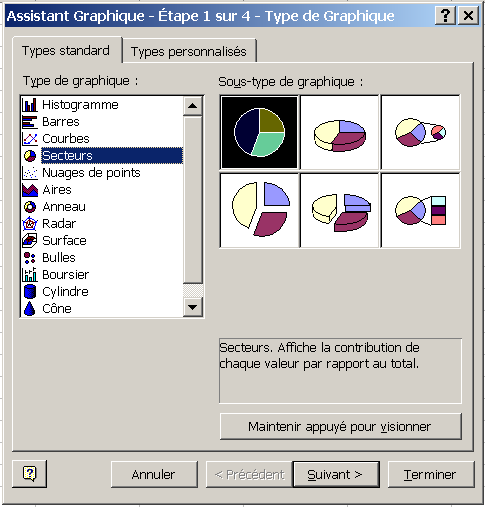 Assistant Graphique - Étape 1 sur 4 - Type de Graphique
Types standard
Types personnalisés
Type de graphique :
Histogramme
Barres
Courbes
Secteurs
Nuages de points
Aires
Anneau
Radar
Surface
Bulles
Boursier
Cylindre
Cône
Sous-type de graphique :
Secteurs. Affiche la contribution de
chaque valeur par rapport au total.
Maintenir appuyé pour visionner
Annuler
< Précédent
Suivant >
Terminer